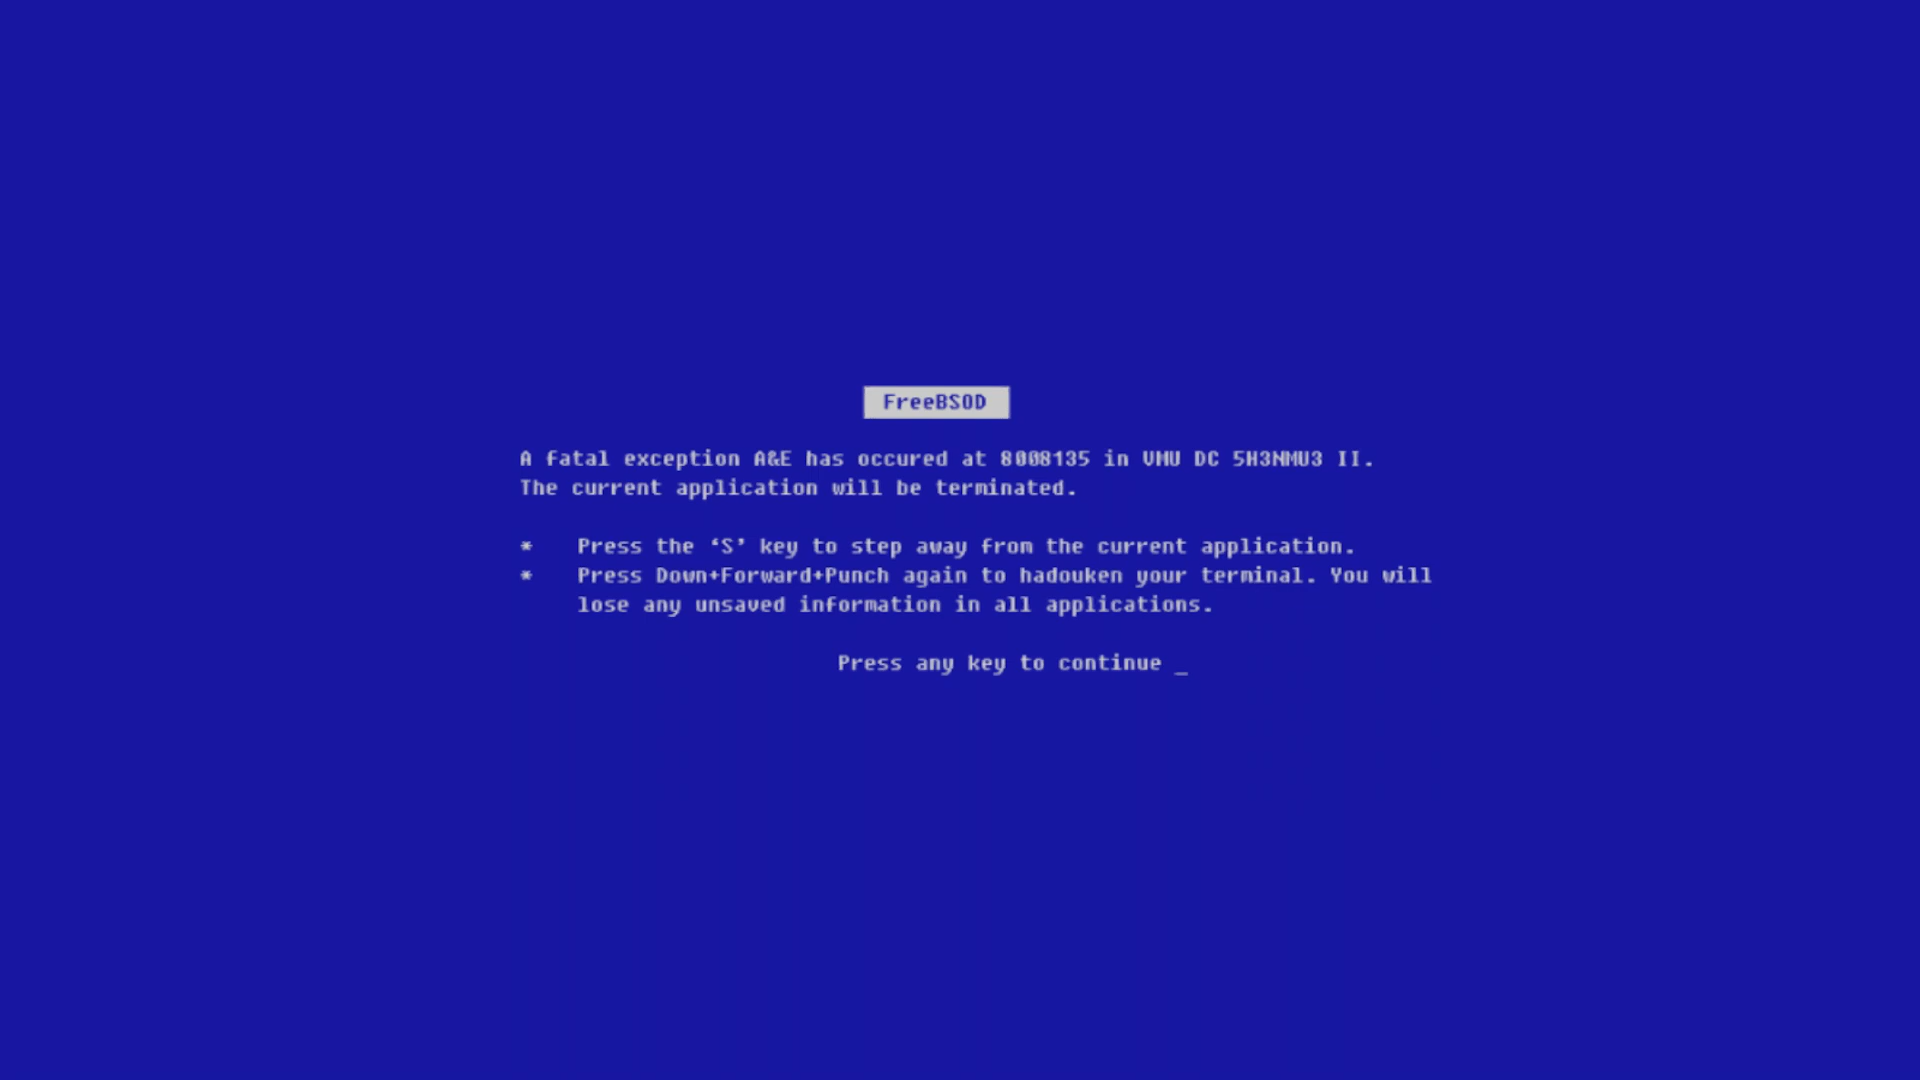 FreeBSOD
A fatal exception A&E has occured at 8008135 in VMU DC 5H3NMU3 II.
The current application will be terminated.
* Press the ‘S’ key to step away from the current application.
* Press Down+Forward+Punch again to hadouken your terminal. You will
lose any unsaved information in all applications.
Press any key to continue _